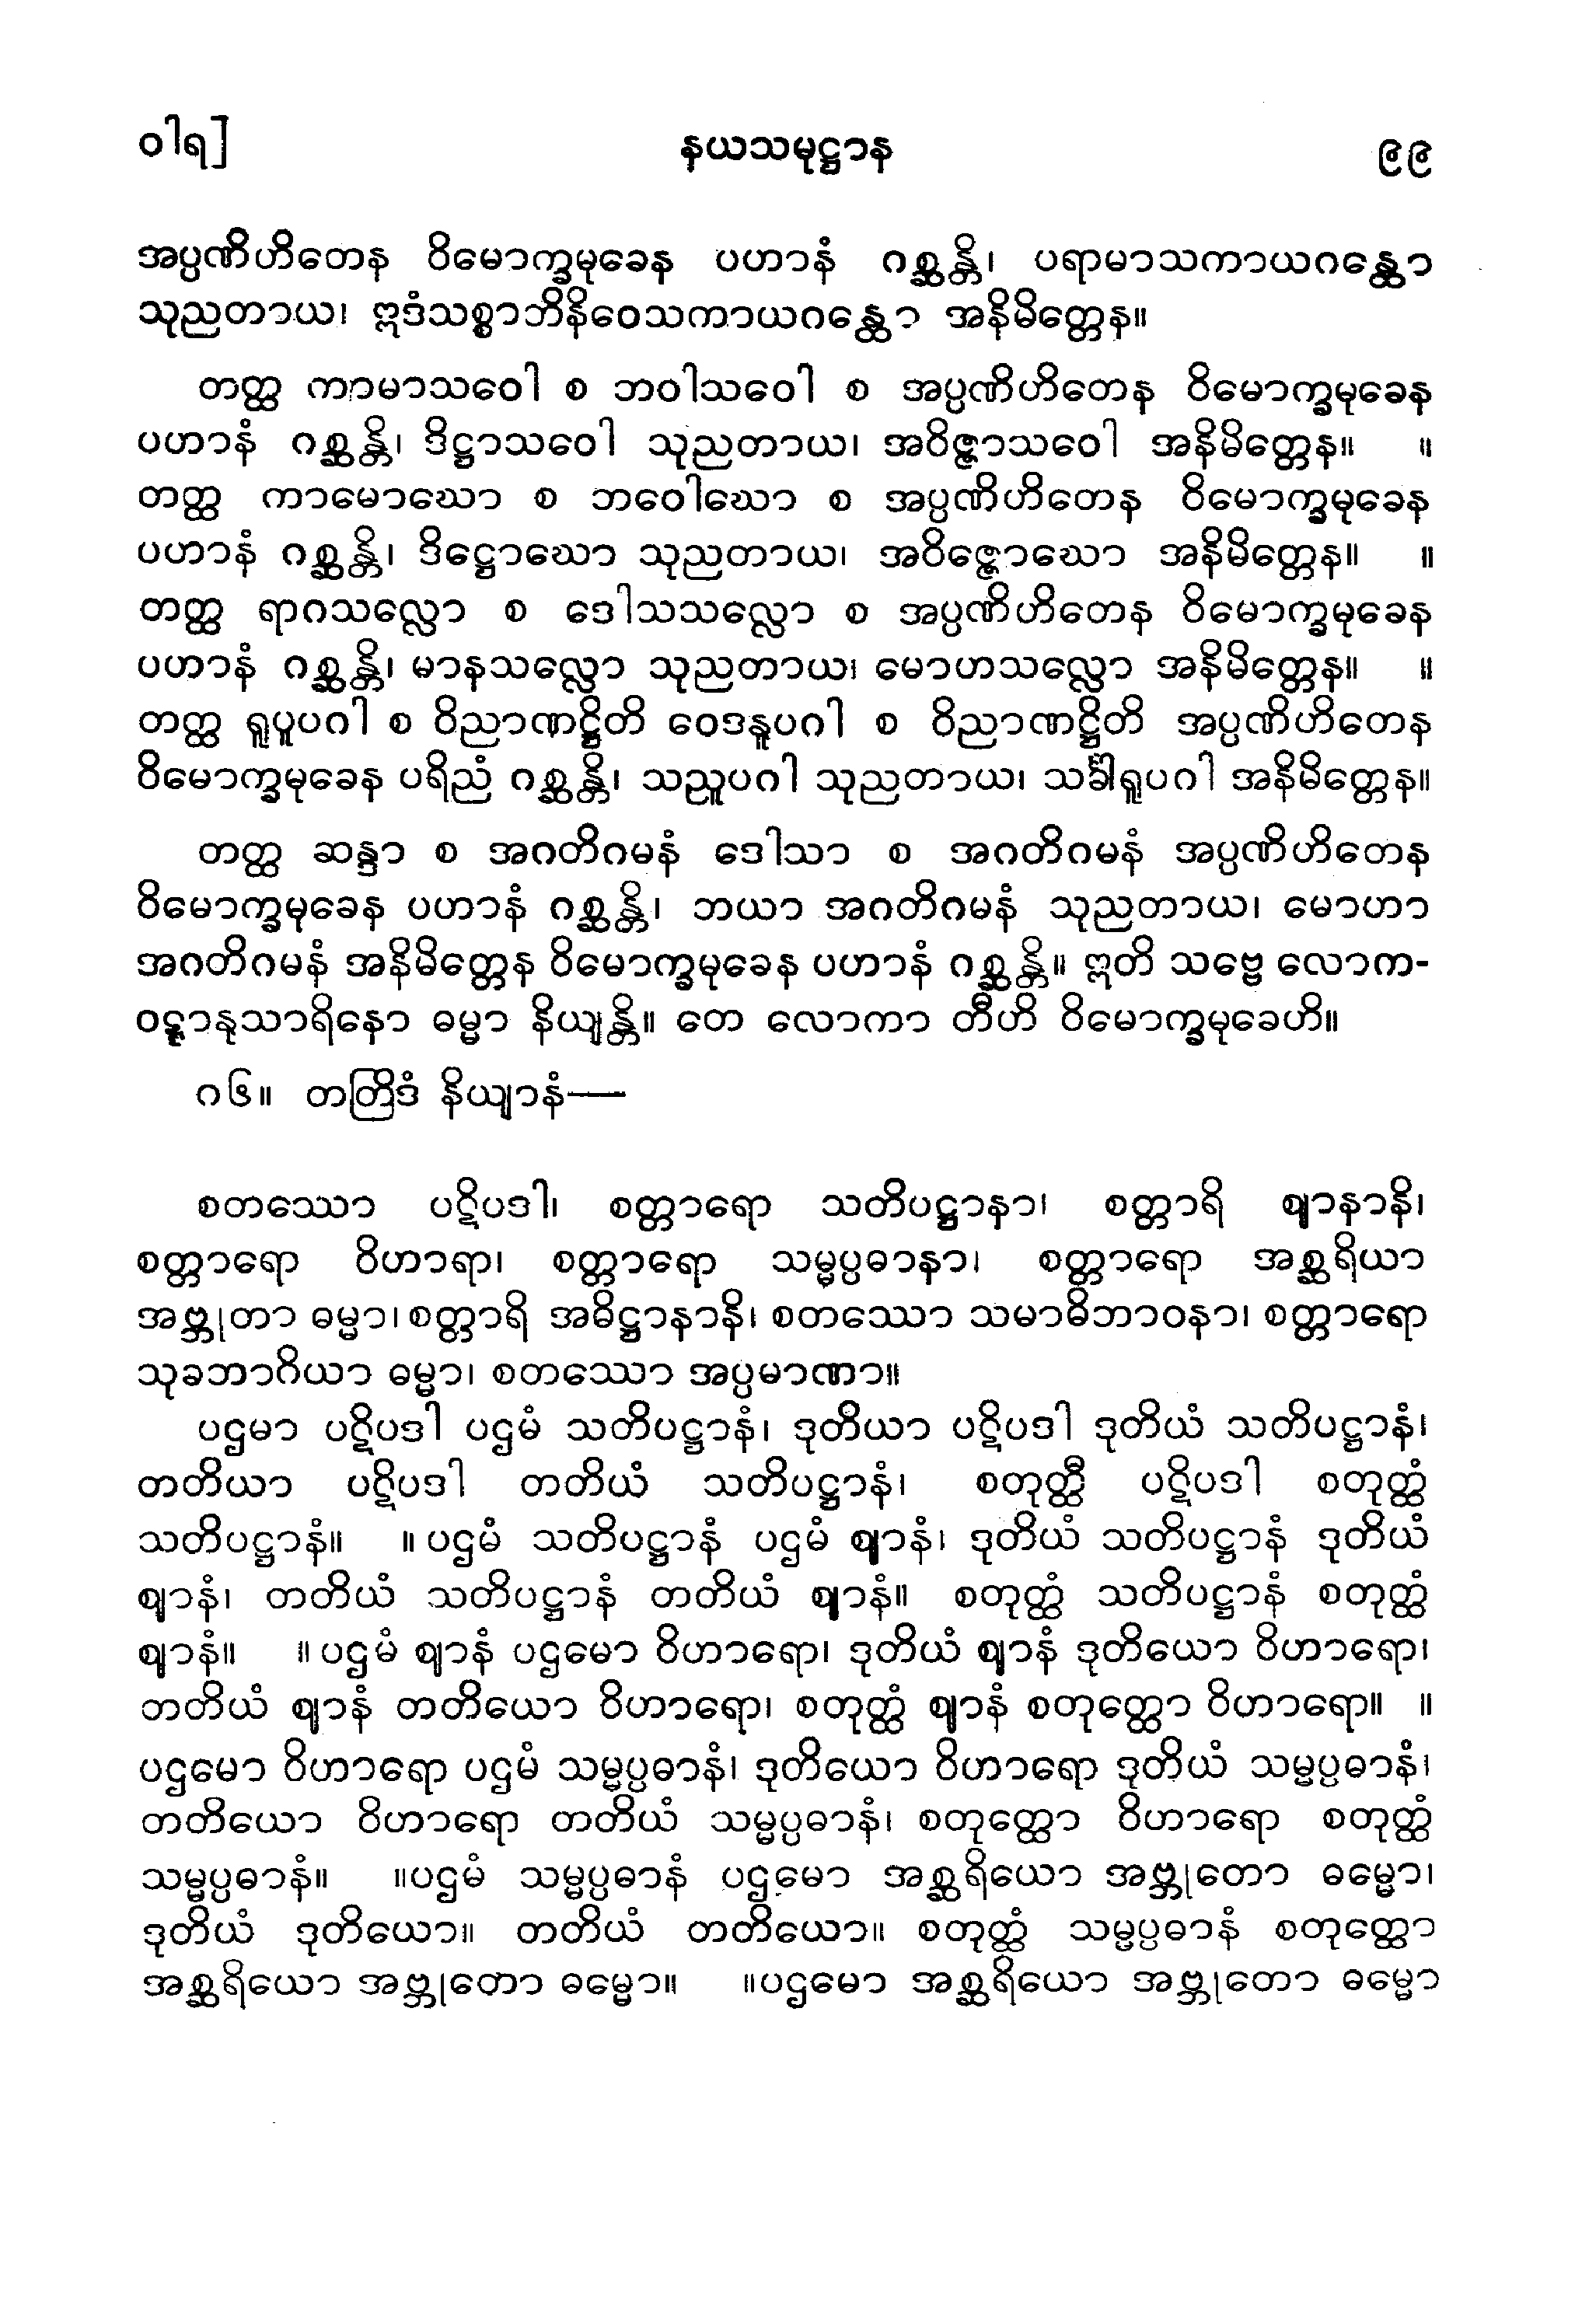 ဝါရ] နယသမုဋ္ဌာန ၉၉
အပ္ပဏိဟိတေန ဝိမောက္ခမုခေန ပဟာနံ ဂစ္ဆန္တိ၊ ပရာမာသကာယဂန္ထော
သုညတာယ၊ ဣဒံသစ္စာဘိနိဝေသကာယဂန္ထော အနိမိတ္တေန။
တတ္ထ ကာမာသဝေါ စ ဘဝါသဝေါ စ အပ္ပဏိဟိတေန ဝိမောက္ခမုခေန
ပဟာနံ ဂစ္ဆန္တိ၊ ဒိဋ္ဌာသဝေါ သုညတာယ၊ အဝိဇ္ဇာသဝေါ အနိမိတ္တေန။ ။
တတ္ထ ကာမောဃော စ ဘဝေါဃော စ အပ္ပဏိဟိတေန ဝိမောက္ခမုခေန
ပဟာနံ ဂစ္ဆန္တိ၊ ဒိဋ္ဌောဃော သုညတာယ၊ အဝိဇ္ဇောဃော အနိမိတ္တေန။ ။
တတ္ထ ရာဂသလ္လော စ ဒေါသသလ္လော စ အပ္ပဏိဟိတေန ဝိမောက္ခမုခေန
ပဟာနံ ဂစ္ဆန္တိ၊ မာနသလ္လော သုညတာယ၊ မောဟသလ္လော အနိမိတ္တေန။ ။
တတ္ထ ရူပူပဂါ စ ဝိညာဏဋ္ဌိတိ ဝေဒနူပဂါ စ ဝိညာဏဋ္ဌိတိ အပ္ပဏိဟိတေန
ဝိမောက္ခမုခေန ပရိညံ ဂစ္ဆန္တိ၊ သညူပဂါ သုညတာယ၊ သင်္ခါရူပဂါ အနိမိတ္တေန။
တတ္ထ ဆန္ဒာ စ အဂတိဂမနံ ဒေါသာ စ အဂတိဂမနံ အပ္ပဏိဟိတေန
ဝိမောက္ခမုခေန ပဟာနံ ဂစ္ဆန္တိ၊ ဘယာ အဂတိဂမနံ သုညတာယ၊ မောဟာ
အဂတိဂမနံ အနိမိတ္တေန ဝိမောက္ခမုခေန ပဟာနံ ဂစ္ဆန္တိ။ ဣတိ သဗ္ဗေ လောက-
ဝဋ္ဋာနုသာရိနော ဓမ္မာ နိယျန္တိ။ တေ လောကာ တီဟိ ဝိမောက္ခမုခေဟိ။
ဂ၆။ တတြိဒံ နိယျာနံ—
စတဿော ပဋိပဒါ၊ စတ္တာရော သတိပဋ္ဌာနာ၊ စတ္တာရိ ဈာနာနိ၊
စတ္တာရော ဝိဟာရာ၊ စတ္တာရော သမ္မပ္ပဓာနာ၊ စတ္တာရော အစ္ဆရိယာ
အဗ္ဘုတာ ဓမ္မာ၊ စတ္တာရိ အဓိဋ္ဌာနာနိ၊ စတဿော သမာဓိဘာဝနာ၊ စတ္တာရော
သုခဘာဂိယာ ဓမ္မာ၊ စတဿော အပ္ပမာဏာ။
ပဌမာ ပဋိပဒါ ပဌမံ သတိပဋ္ဌာနံ၊ ဒုတိယာ ပဋိပဒါ ဒုတိယံ သတိပဋ္ဌာနံ၊
တတိယာ ပဋိပဒါ တတိယံ သတိပဋ္ဌာနံ၊ စတုတ္ထီ ပဋိပဒါ စတုတ္ထံ
သတိပဋ္ဌာနံ။ ။ ပဌမံ သတိပဋ္ဌာနံ ပဌမံ ဈာနံ၊ ဒုတိယံ သတိပဋ္ဌာနံ ဒုတိယံ
ဈာနံ၊ တတိယံ သတိပဋ္ဌာနံ တတိယံ ဈာနံ။ စတုတ္ထံ သတိပဋ္ဌာနံ စတုတ္ထံ
ဈာနံ။ ။ ပဌမံ ဈာနံ ပဌမော ဝိဟာရော၊ ဒုတိယံ ဈာနံ ဒုတိယော ဝိဟာရော၊
ဘတိယံ ဈာနံ တတိယော ဝိဟာရော၊ စတုတ္ထံ ဈာနံ စတုတ္ထော ဝိဟာရော။ ။
ပဌမော ဝိဟာရော ပဌမံ သမ္မပ္ပဓာနံ၊ ဒုတိယော ဝိဟာရော ဒုတိယံ သမ္မပ္ပဓာနံ၊
တတိယော ဝိဟာရော တတိယံ သမ္မပ္ပဓာနံ၊ စတုတ္ထော ဝိဟာရော စတုတ္ထံ
သမ္မပ္ပဓာနံ။ ။ပဌမံ သမ္မပ္ပဓာနံ ပဌမော အစ္ဆရိယော အဗ္ဘုတော ဓမ္မော၊
ဒုတိယံ ဒုတိယော။ တတိယံ တတိယော။ စတုတ္ထံ သမ္မပ္ပဓာနံ စတုတ္ထော
အစ္ဆရိယော အဗ္ဘုတော ဓမ္မော။ ။ပဌမော အစ္ဆရိယော အဗ္ဘုတော ဓမ္မော